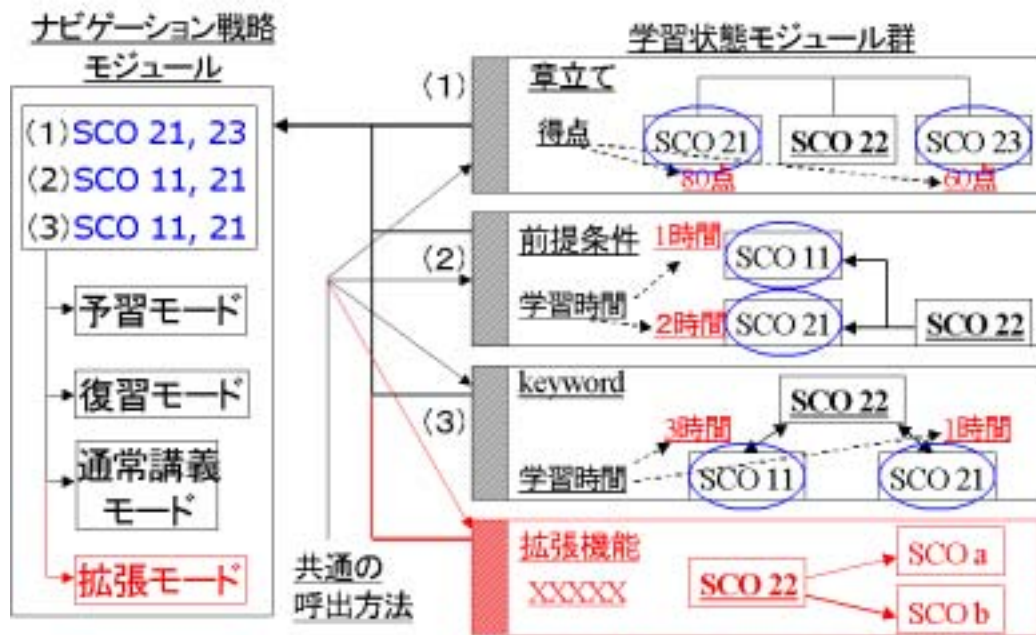 ナビゲーション戦略
モジュール
(1) SCO 21, 23
(2) SCO 11, 21
(3) SCO 11, 21
予習モード
復習モード
通常講義
モード
拡張モード
共通の
呼出方法
学習状態モジュール群
(1)
章立て
得点
SCO 21
SCO 22
SCO 23
80点
60点
(2)
前提条件
1時間
SCO 11
学習時間
2時間
SCO 21
SCO 22
(3)
keyword
SCO 22
3時間
1時間
学習時間
SCO 11
SCO 21
拡張機能
XXXXX
SCO 22
SCO a
SCO b